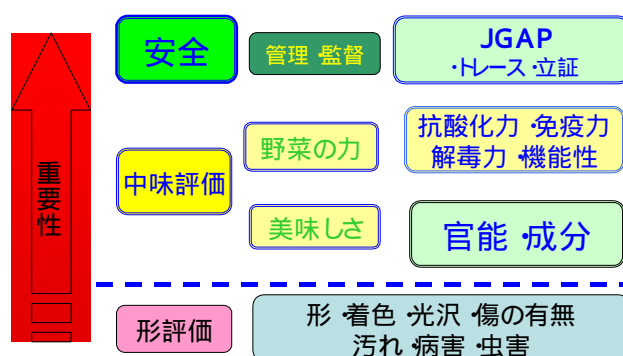 重要性
安全
管理・監督
JGAP
・トレース・立証
中味評価
野菜の力
抗酸化力・免疫力
解毒力・機能性
美味しさ
官能・成分
形評価
形・着色・光沢・傷の有無
汚れ・病害・虫害